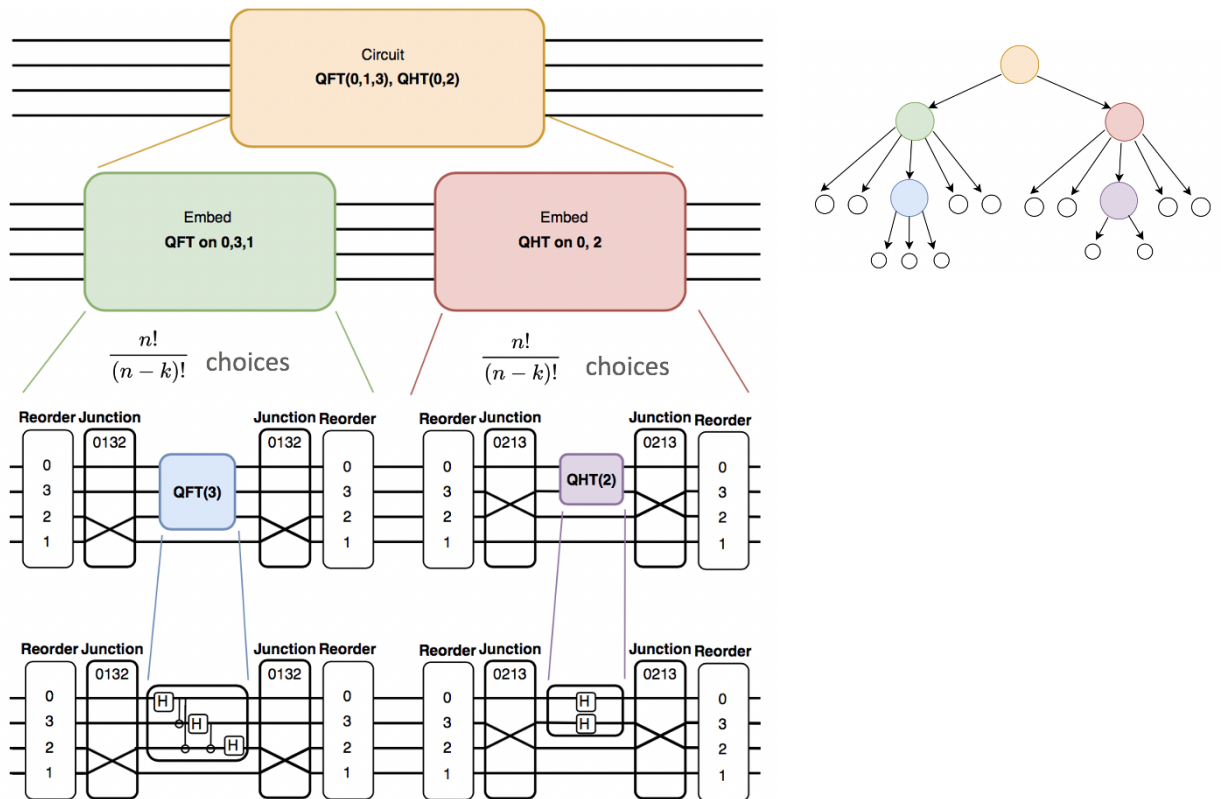 Circuit
QFT(0,1,3), QHT(0,2)
Embed
QFT on 0,3,1
Embed
QHT on 0, 2
n!
(n − k)!
choices
n!
(n − k)!
choices
Reorder Junction Junction Reorder Reorder Junction Junction Reorder
0132 0132 0213 0213
0 0 0 0
3 QFT(3) 3 3 QHT(2) 3
2 2 2 2
1 1 1 1
Reorder Junction Junction Reorder Reorder Junction Junction Reorder
0132 0132 0213 0213
0 H 0 0 H 0
3 H 3 3 H 3
2 H 2 2 2
1 1 1 1